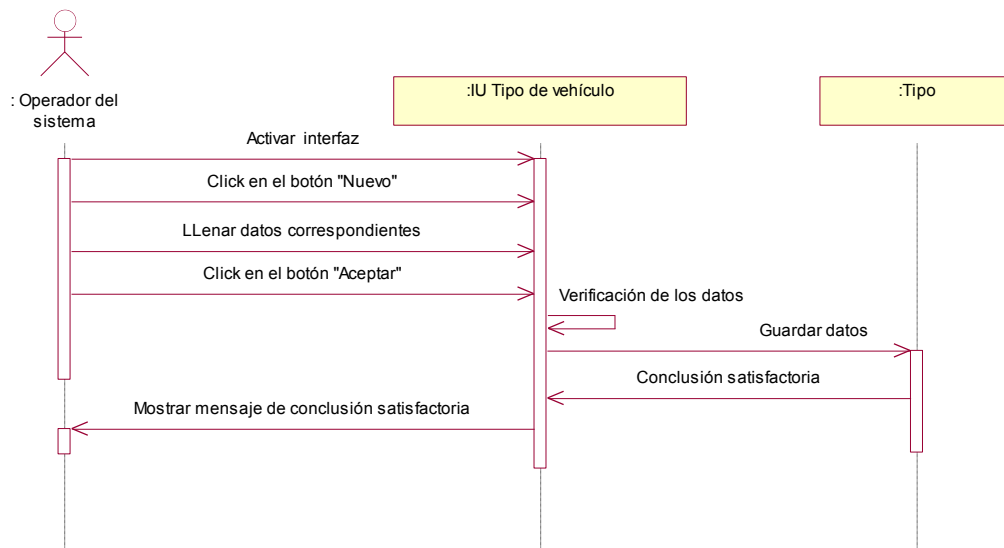 : Operador del
sistema
:IU Tipo de vehículo
:Tipo
Activar interfaz
Click en el botón "Nuevo"
LLenar datos correspondientes
Click en el botón "Aceptar"
Verificación de los datos
Guardar datos
Conclusión satisfactoria
Mostrar mensaje de conclusión satisfactoria